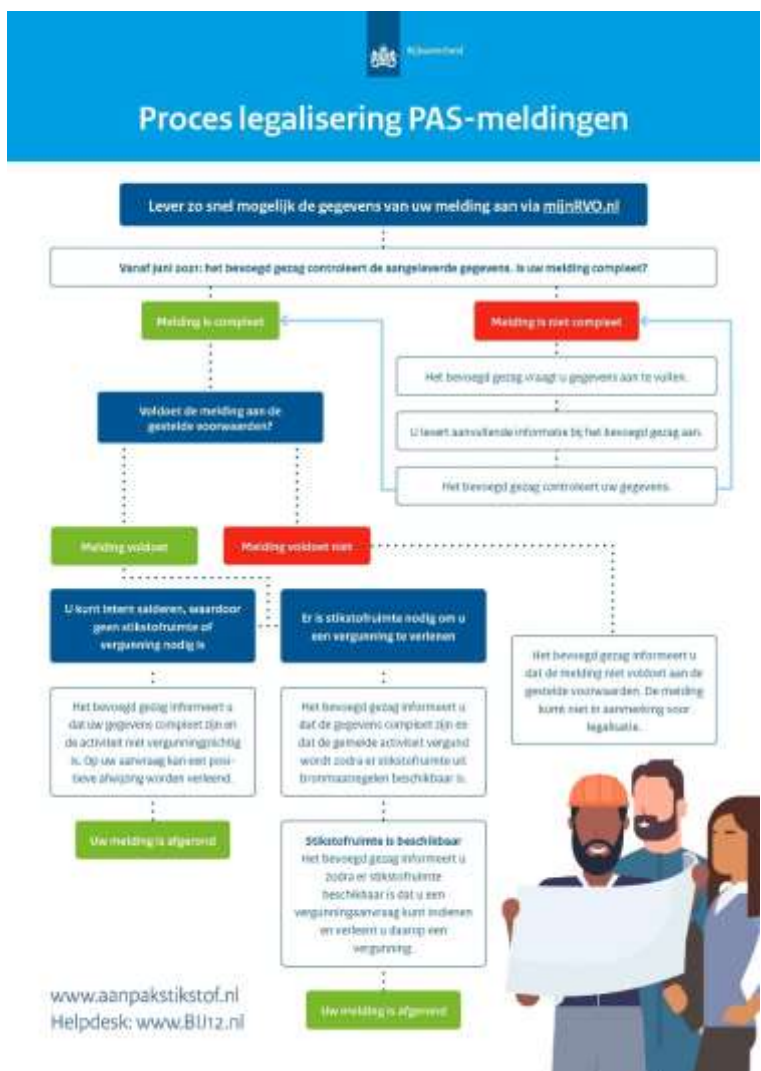 Rijksoverheid
Proces legalisering PAS-meldingen
Lever zo snel mogelijk de gegevens van uw melding aan via mijnRVO.nl
Vanaf juni 2021: het bevoegd gezag controleert de aangeleverde gegevens. Is uw melding compleet?
Melding is compleet
Melding is niet compleet
Het bevoegd gezag vraagt u gegevens aan te vullen.
U levert aanvullende informatie bij het bevoegd gezag aan.
Het bevoegd gezag controleert uw gegevens.
Voldoet de melding aan de
gestelde voorwaarden?
Melding voldoet
Melding voldoet niet
U kunt intern salderen, waardoor
geen stikstofruimte of
vergunning nodig is
Er is stikstofruimte nodig om u
een vergunning te verlenen
Het bevoegd gezag informeert u
dat de melding niet voldoet aan de
gestelde voorwaarden. De melding
komt niet in aanmerking voor
legalisatie.
Het bevoegd gezag informeert u
dat uw gegevens compleet zijn en
de activiteit niet vergunningplichtig
is. Op uw aanvraag kan een posi-
tieve afwijzing worden verleend.
Uw melding is afgerond
Het bevoegd gezag informeert u
dat de gegevens compleet zijn en
dat de gemelde activiteit vergund
wordt zodra er stikstofruimte uit
bronmaatregelen beschikbaar is.
Stikstofruimte is beschikbaar
Het bevoegd gezag informeert u
zodra er stikstofruimte
beschikbaar is dat u een
vergunningaanvraag kunt indienen
en verleent u daarop een
vergunning.
Uw melding is afgerond
www.aanpakstikstof.nl
Helpdesk: www.BIJ12.nl